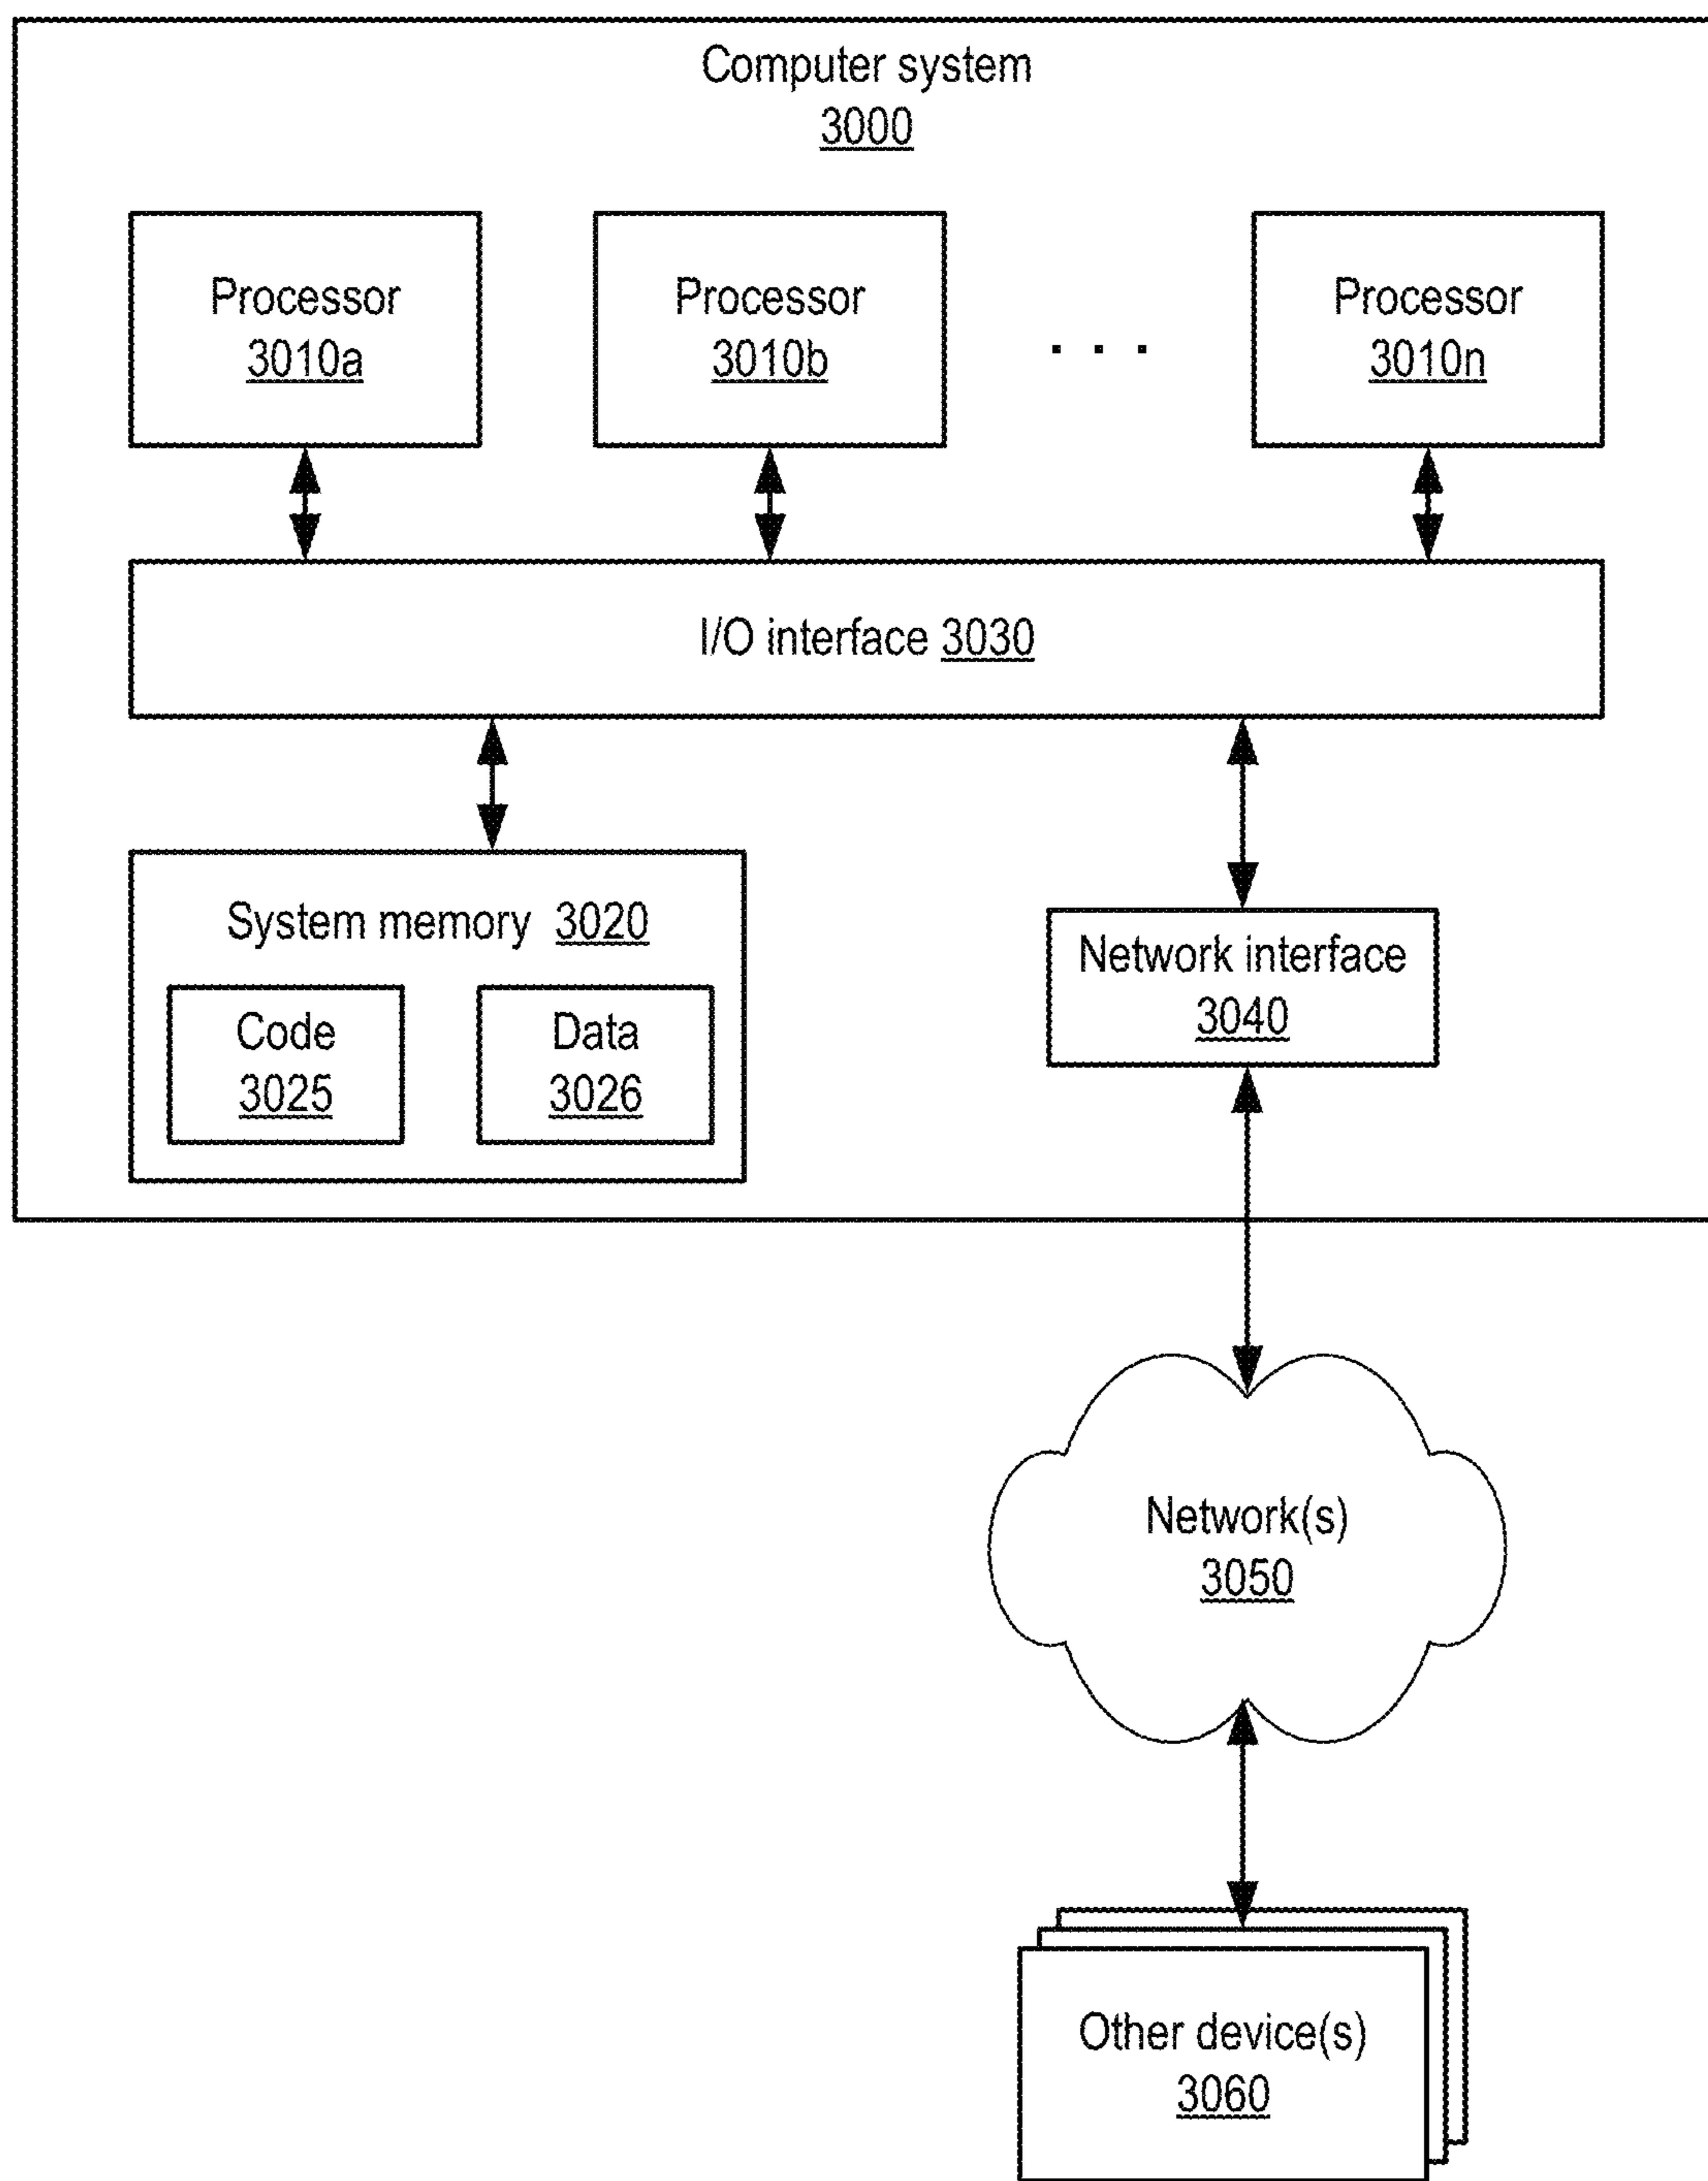 Computer system
3000
Processor
3010a
Processor
3010b
. . .
Processor
3010n
I/O interface 3030
System memory 3020
Code
3025
Data
3026
Network interface
3040
Network(s)
3050
Other device(s)
3060